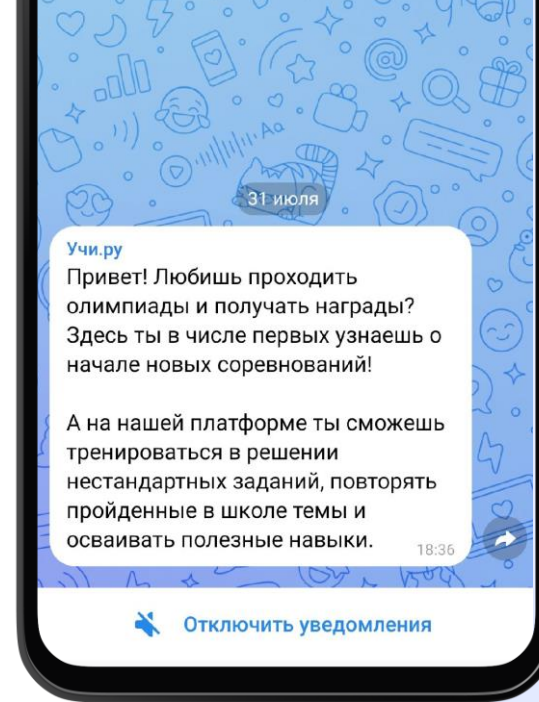 31 июля
Учи.ру
Привет! Любишь проходить
олимпиады и получать награды?
Здесь ты в числе первых узнаешь о
начале новых соревнований!
А на нашей платформе ты сможешь
тренироваться в решении
нестандартных заданий, повторять
пройденные в школе темы и
осваивать полезные навыки.
18:36
Отключить уведомления